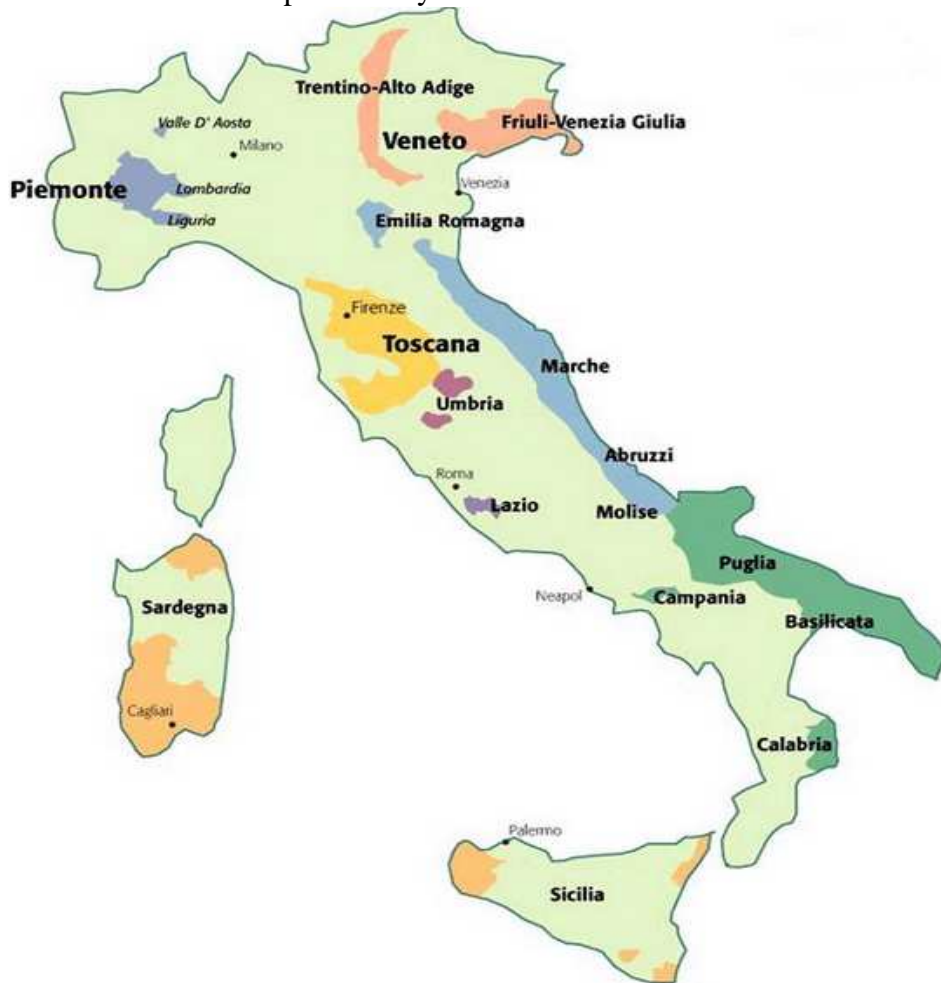 Trentino-Alto Adige
Valle D' Aosta
Friuli-Venezia Giulia
Veneto
Milano
Piemonte
Lombardia
Venezia
Liguria
Emilia Romagna
Firenze
Toscana
Marche
Umbria
Abruzzi
Roma
Lazio
Molise
Puglia
Neapol
Campania
Sardegna
Basilicata
Cagliari
Calabria
Palermo
Sicilia